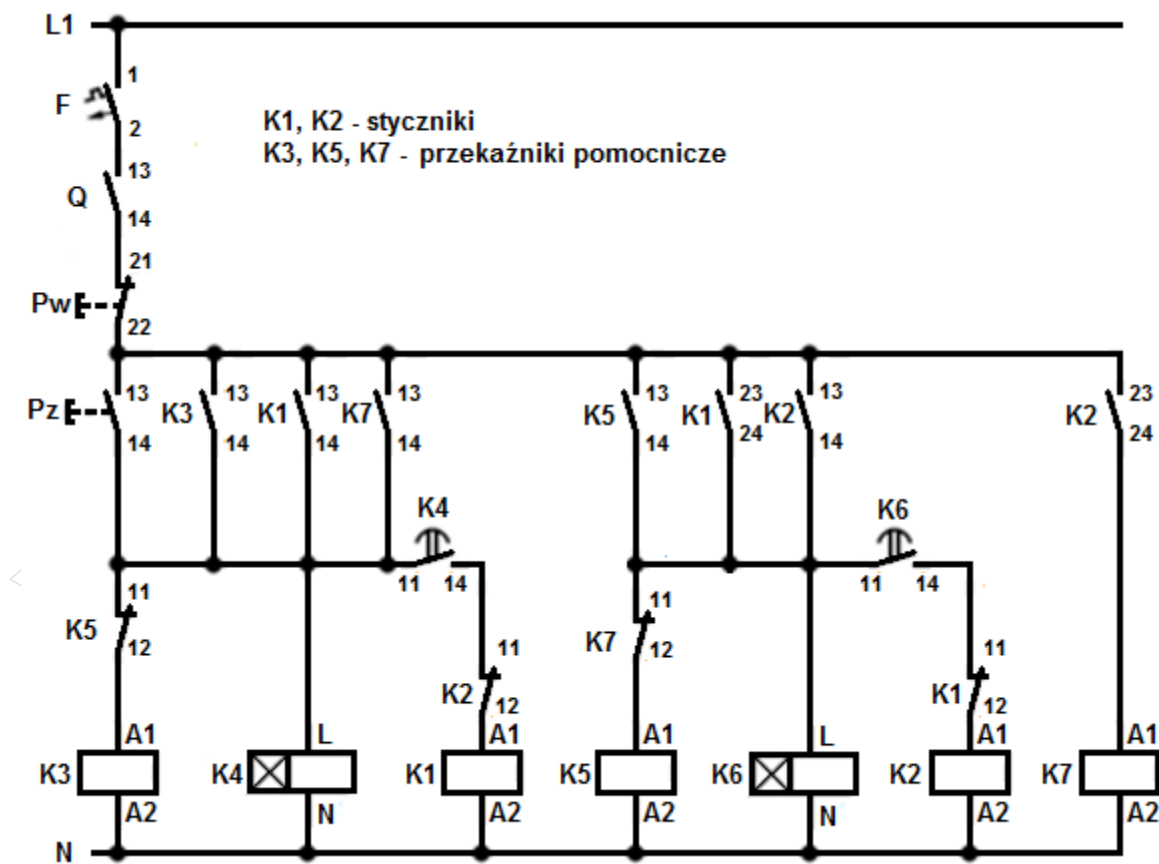 L1
1
F
2
K1, K2 - styczniki
K3, K5, K7 - przekaźniki pomocnicze
13
Q
14
21
Pw
22
13 13 13 13 13 23 13 23
Pz K3 K1 K7 K5 K1 K2 K2
14 14 14 14 14 24 14 24
K4 K6
11 14 11 14
11 11
K5 K7
12 12
11 11
K2 K1
12 12
A1 L A1 A1 L A1 A1
K3 K4 K1 K5 K6 K2 K7
A2 N A2 A2 N A2 A2
N